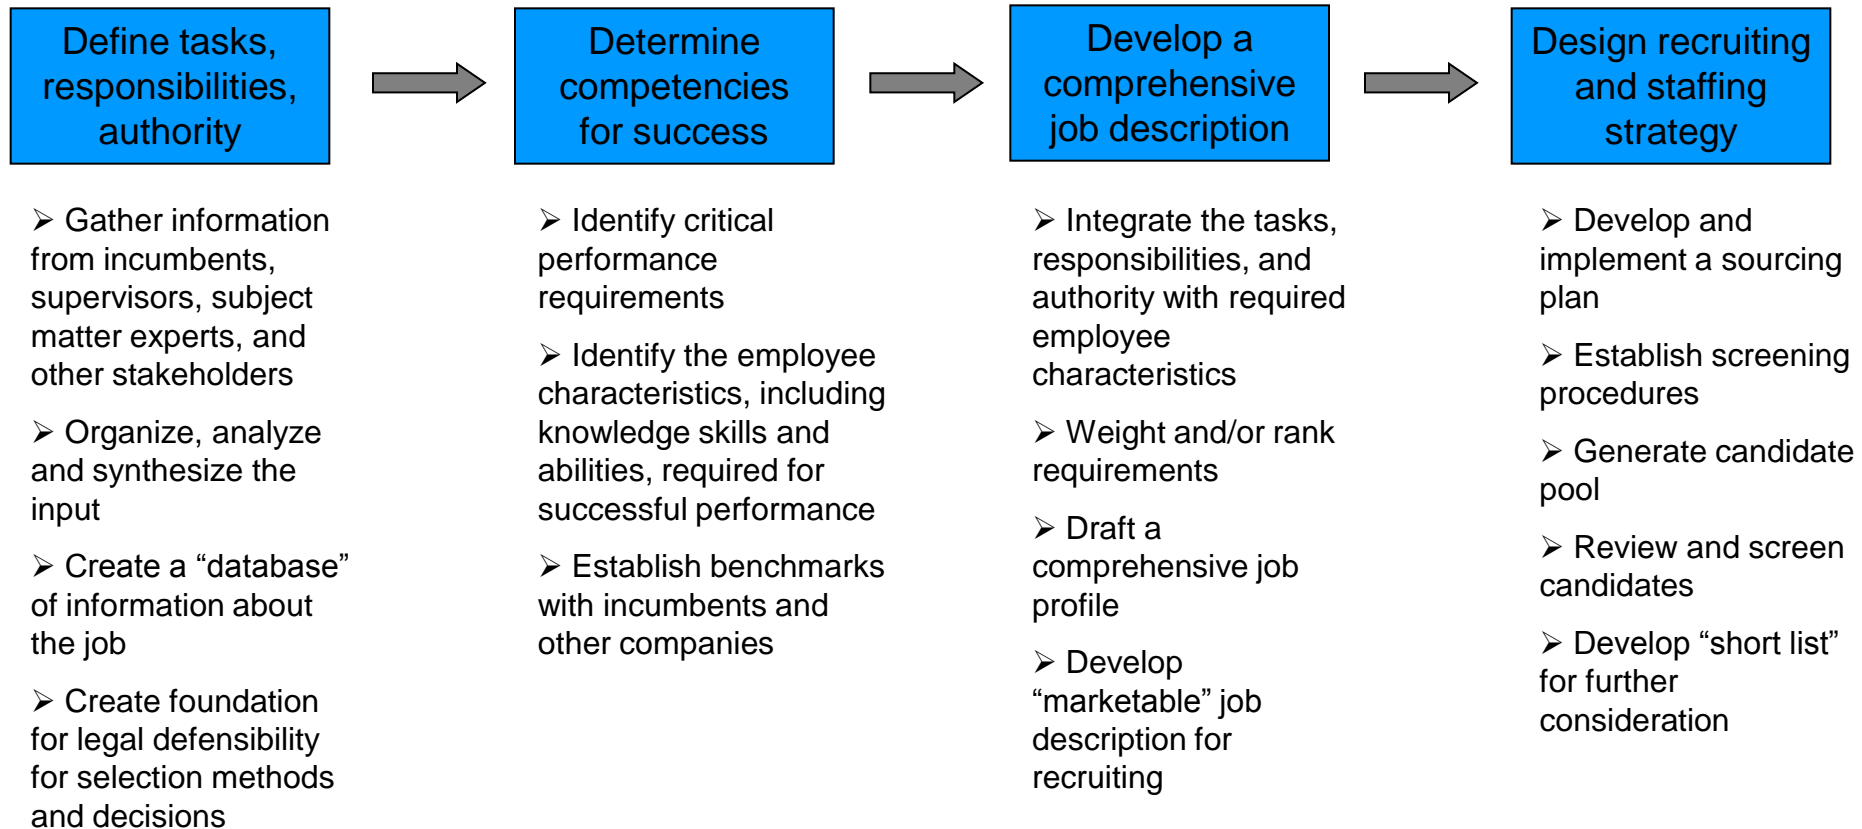 Define tasks,
responsibilities,
authority
Determine
competencies
for success
Develop a
comprehensive
job description
Design recruiting
and staffing
strategy
➢ Gather information
from incumbents,
supervisors, subject
matter experts, and
other stakeholders
➢ Organize, analyze
and synthesize the
input
➢ Create a “database”
of information about
the job
➢ Create foundation
for legal defensibility
for selection methods
and decisions
➢ Identify critical
performance
requirements
➢ Identify the employee
characteristics, including
knowledge skills and
abilities, required for
successful performance
➢ Establish benchmarks
with incumbents and
other companies
➢ Integrate the tasks,
responsibilities, and
authority with required
employee
characteristics
➢ Weight and/or rank
requirements
➢ Draft a
comprehensive job
profile
➢ Develop
“marketable” job
description for
recruiting
➢ Develop and
implement a sourcing
plan
➢ Establish screening
procedures
➢ Generate candidate
pool
➢ Review and screen
candidates
➢ Develop “short list”
for further
consideration